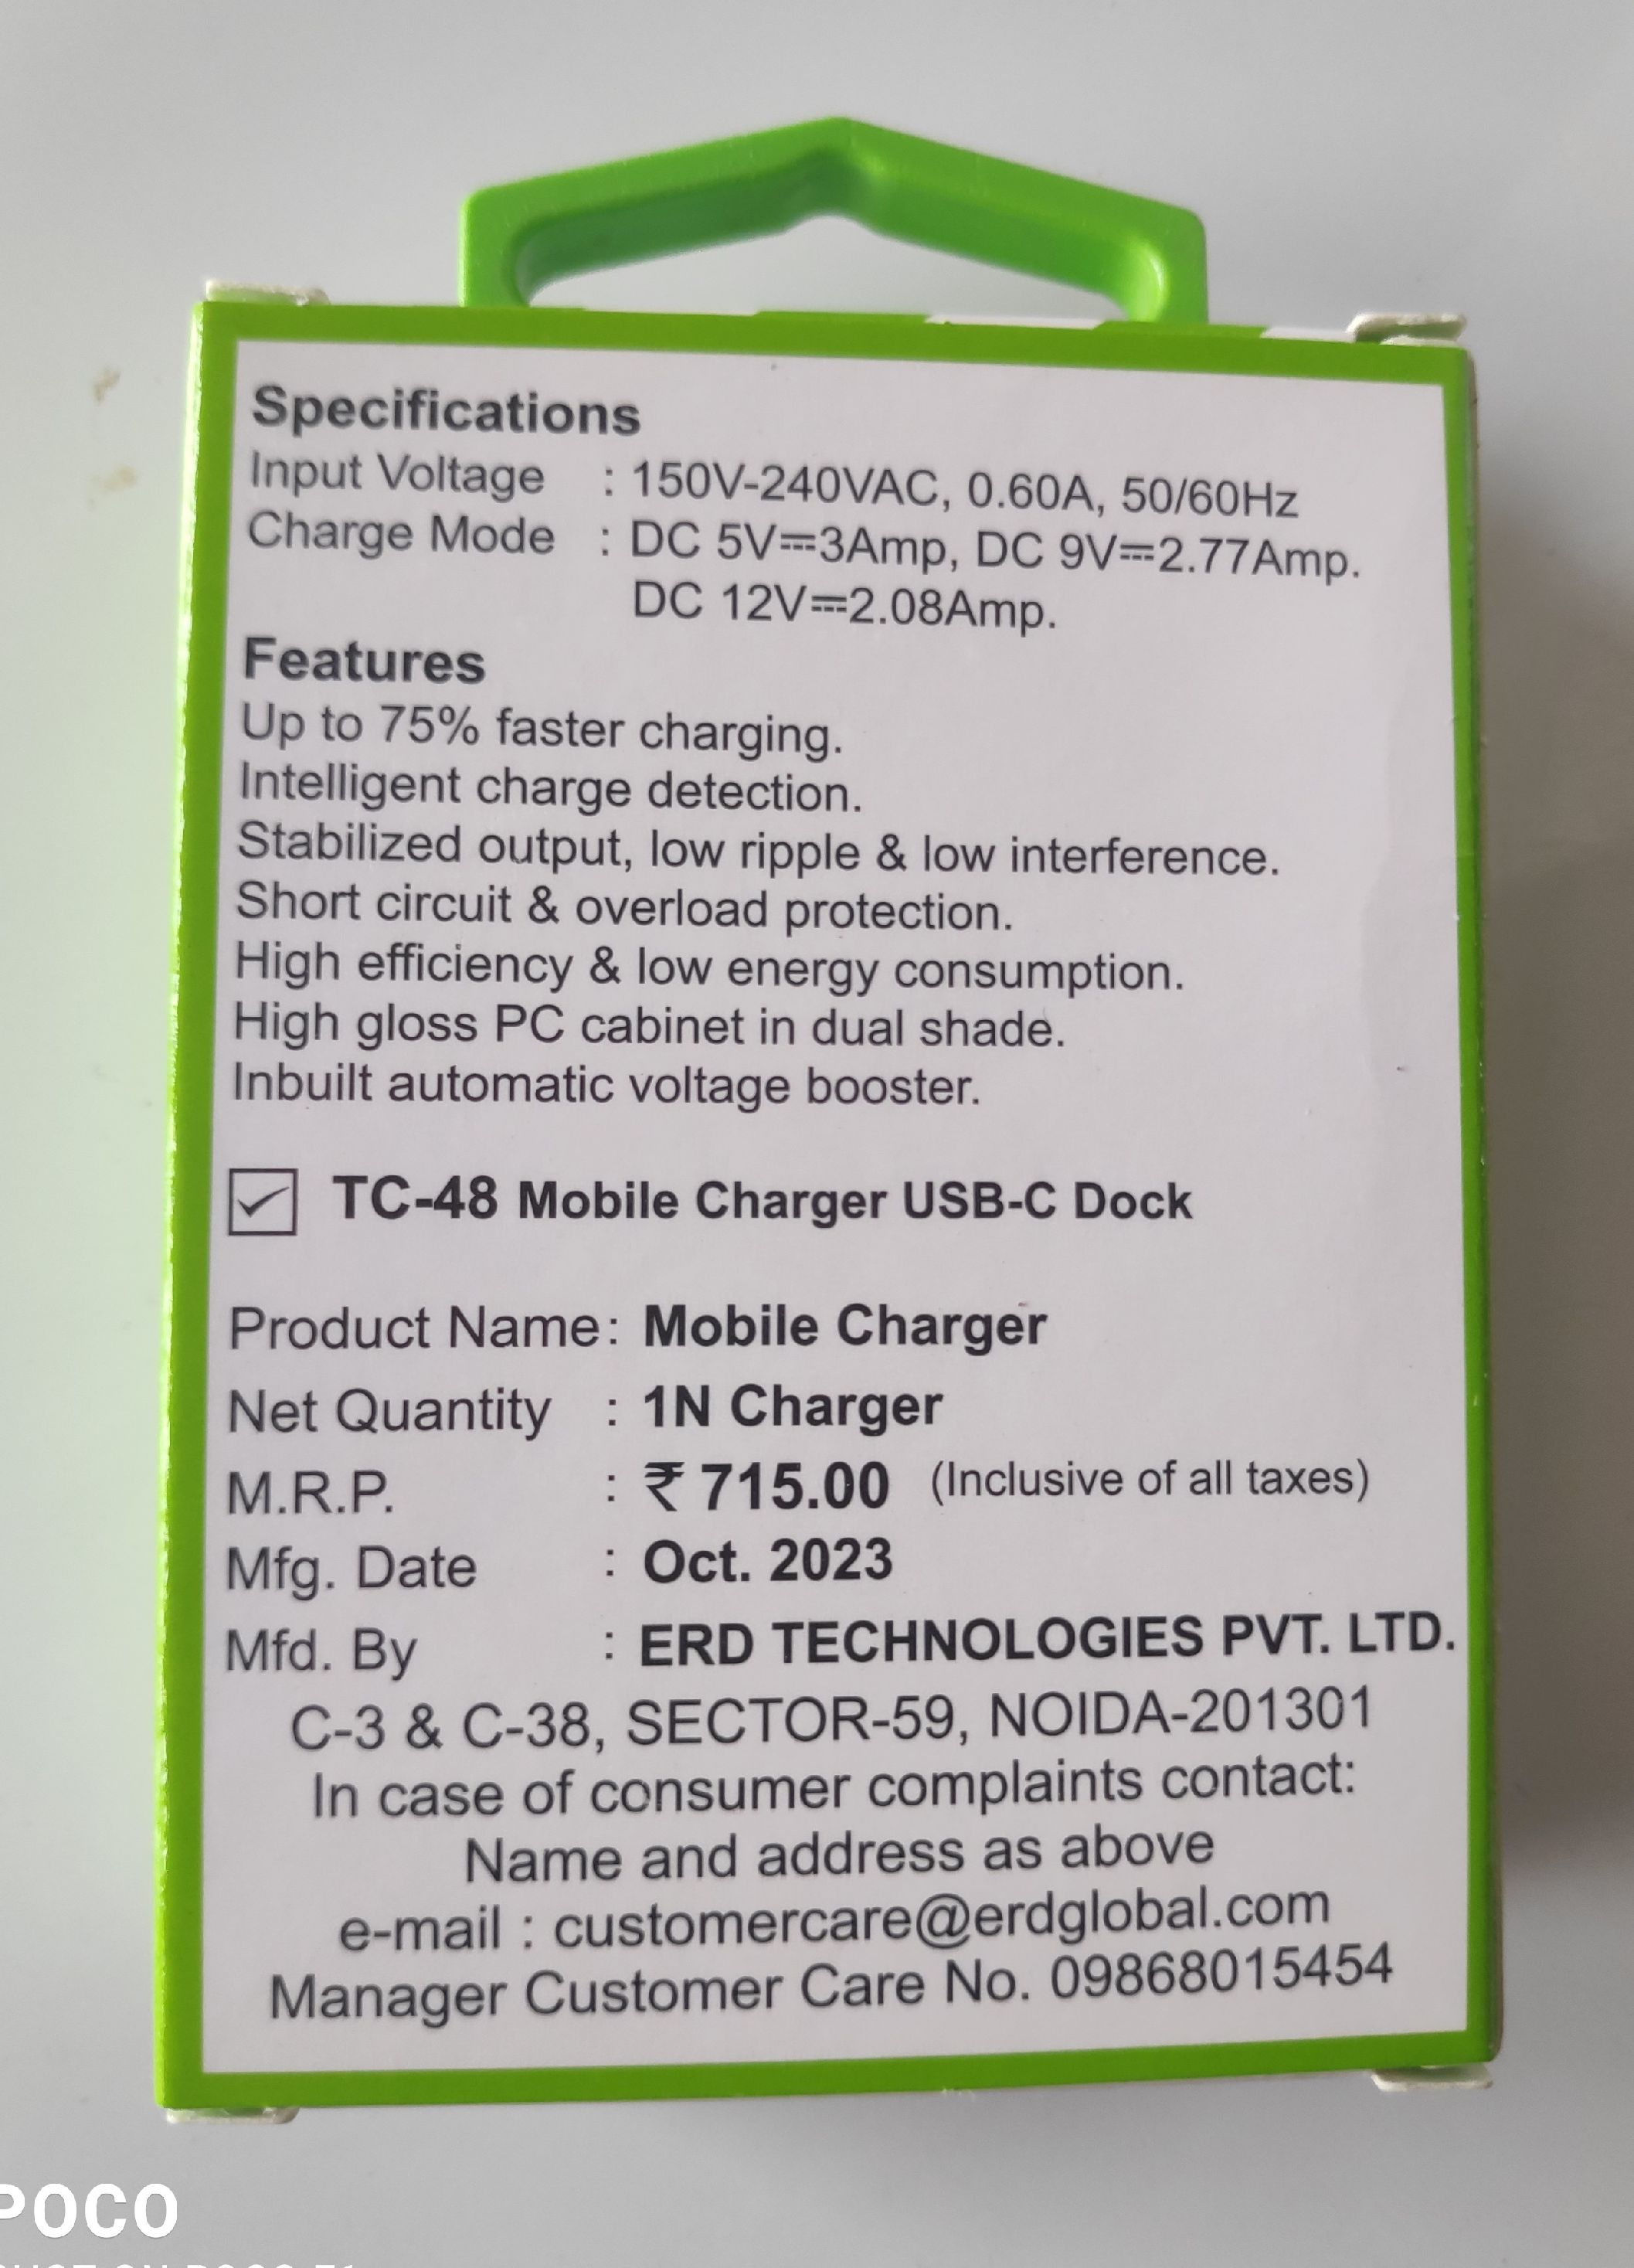 Specifications
Input Voltage : 150V-240VAC, 0.60A, 50/60Hz
Charge Mode : DC 5V⎓3Amp, DC 9V⎓2.77Amp.
DC 12V⎓2.08Amp.
Features
Up to 75% faster charging.
Intelligent charge detection.
Stabilized output, low ripple & low interference.
Short circuit & overload protection.
High efficiency & low energy consumption.
High gloss PC cabinet in dual shade.
Inbuilt automatic voltage booster.
TC-48 Mobile Charger USB-C Dock
Product Name: Mobile Charger
Net Quantity : 1N Charger
M.R.P. : ₹ 715.00 (Inclusive of all taxes)
Mfg. Date : Oct. 2023
Mfd. By : ERD TECHNOLOGIES PVT. LTD.
C-3 & C-38, SECTOR-59, NOIDA-201301
In case of consumer complaints contact:
Name and address as above
e-mail : customercare@erdglobal.com
Manager Customer Care No. 09868015454
POCO